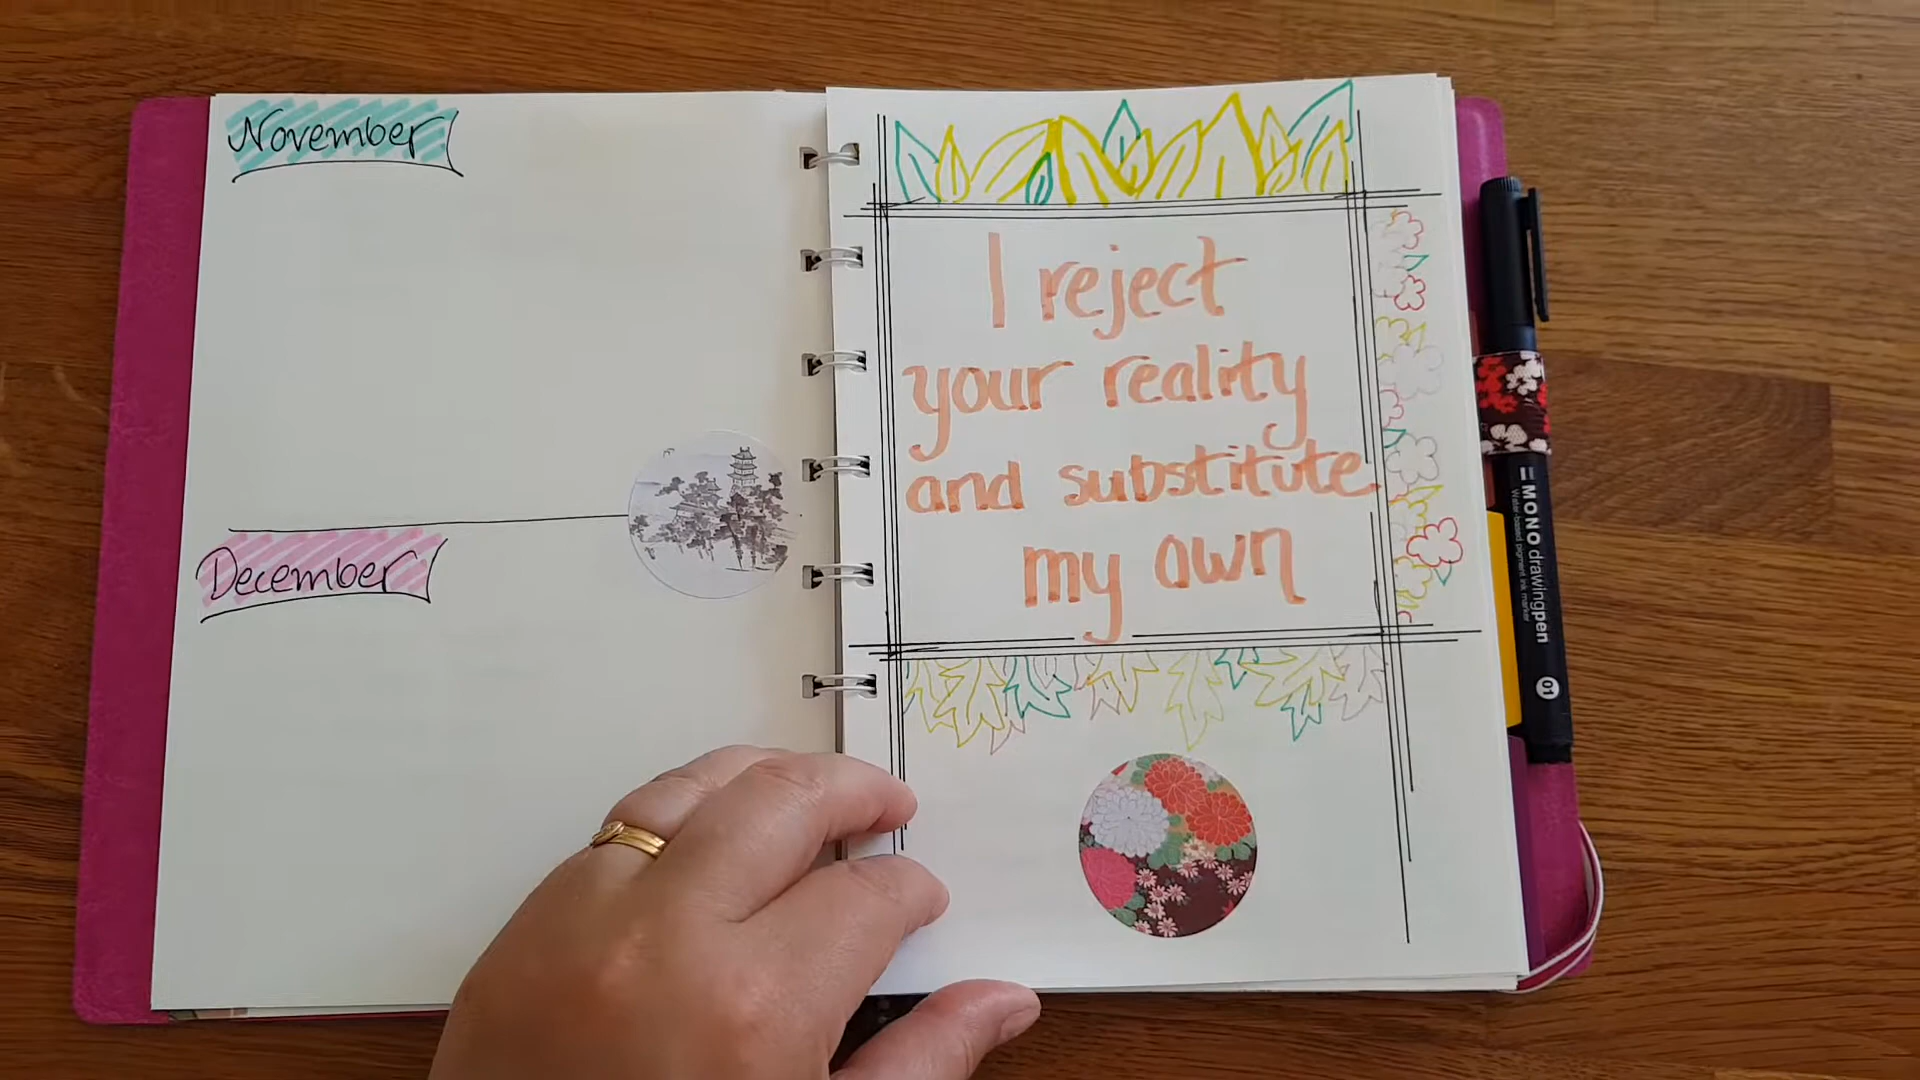 November
December
I reject
your reality
and substitute
my own
MONO drawingpen
Water-based pigment ink marker
01